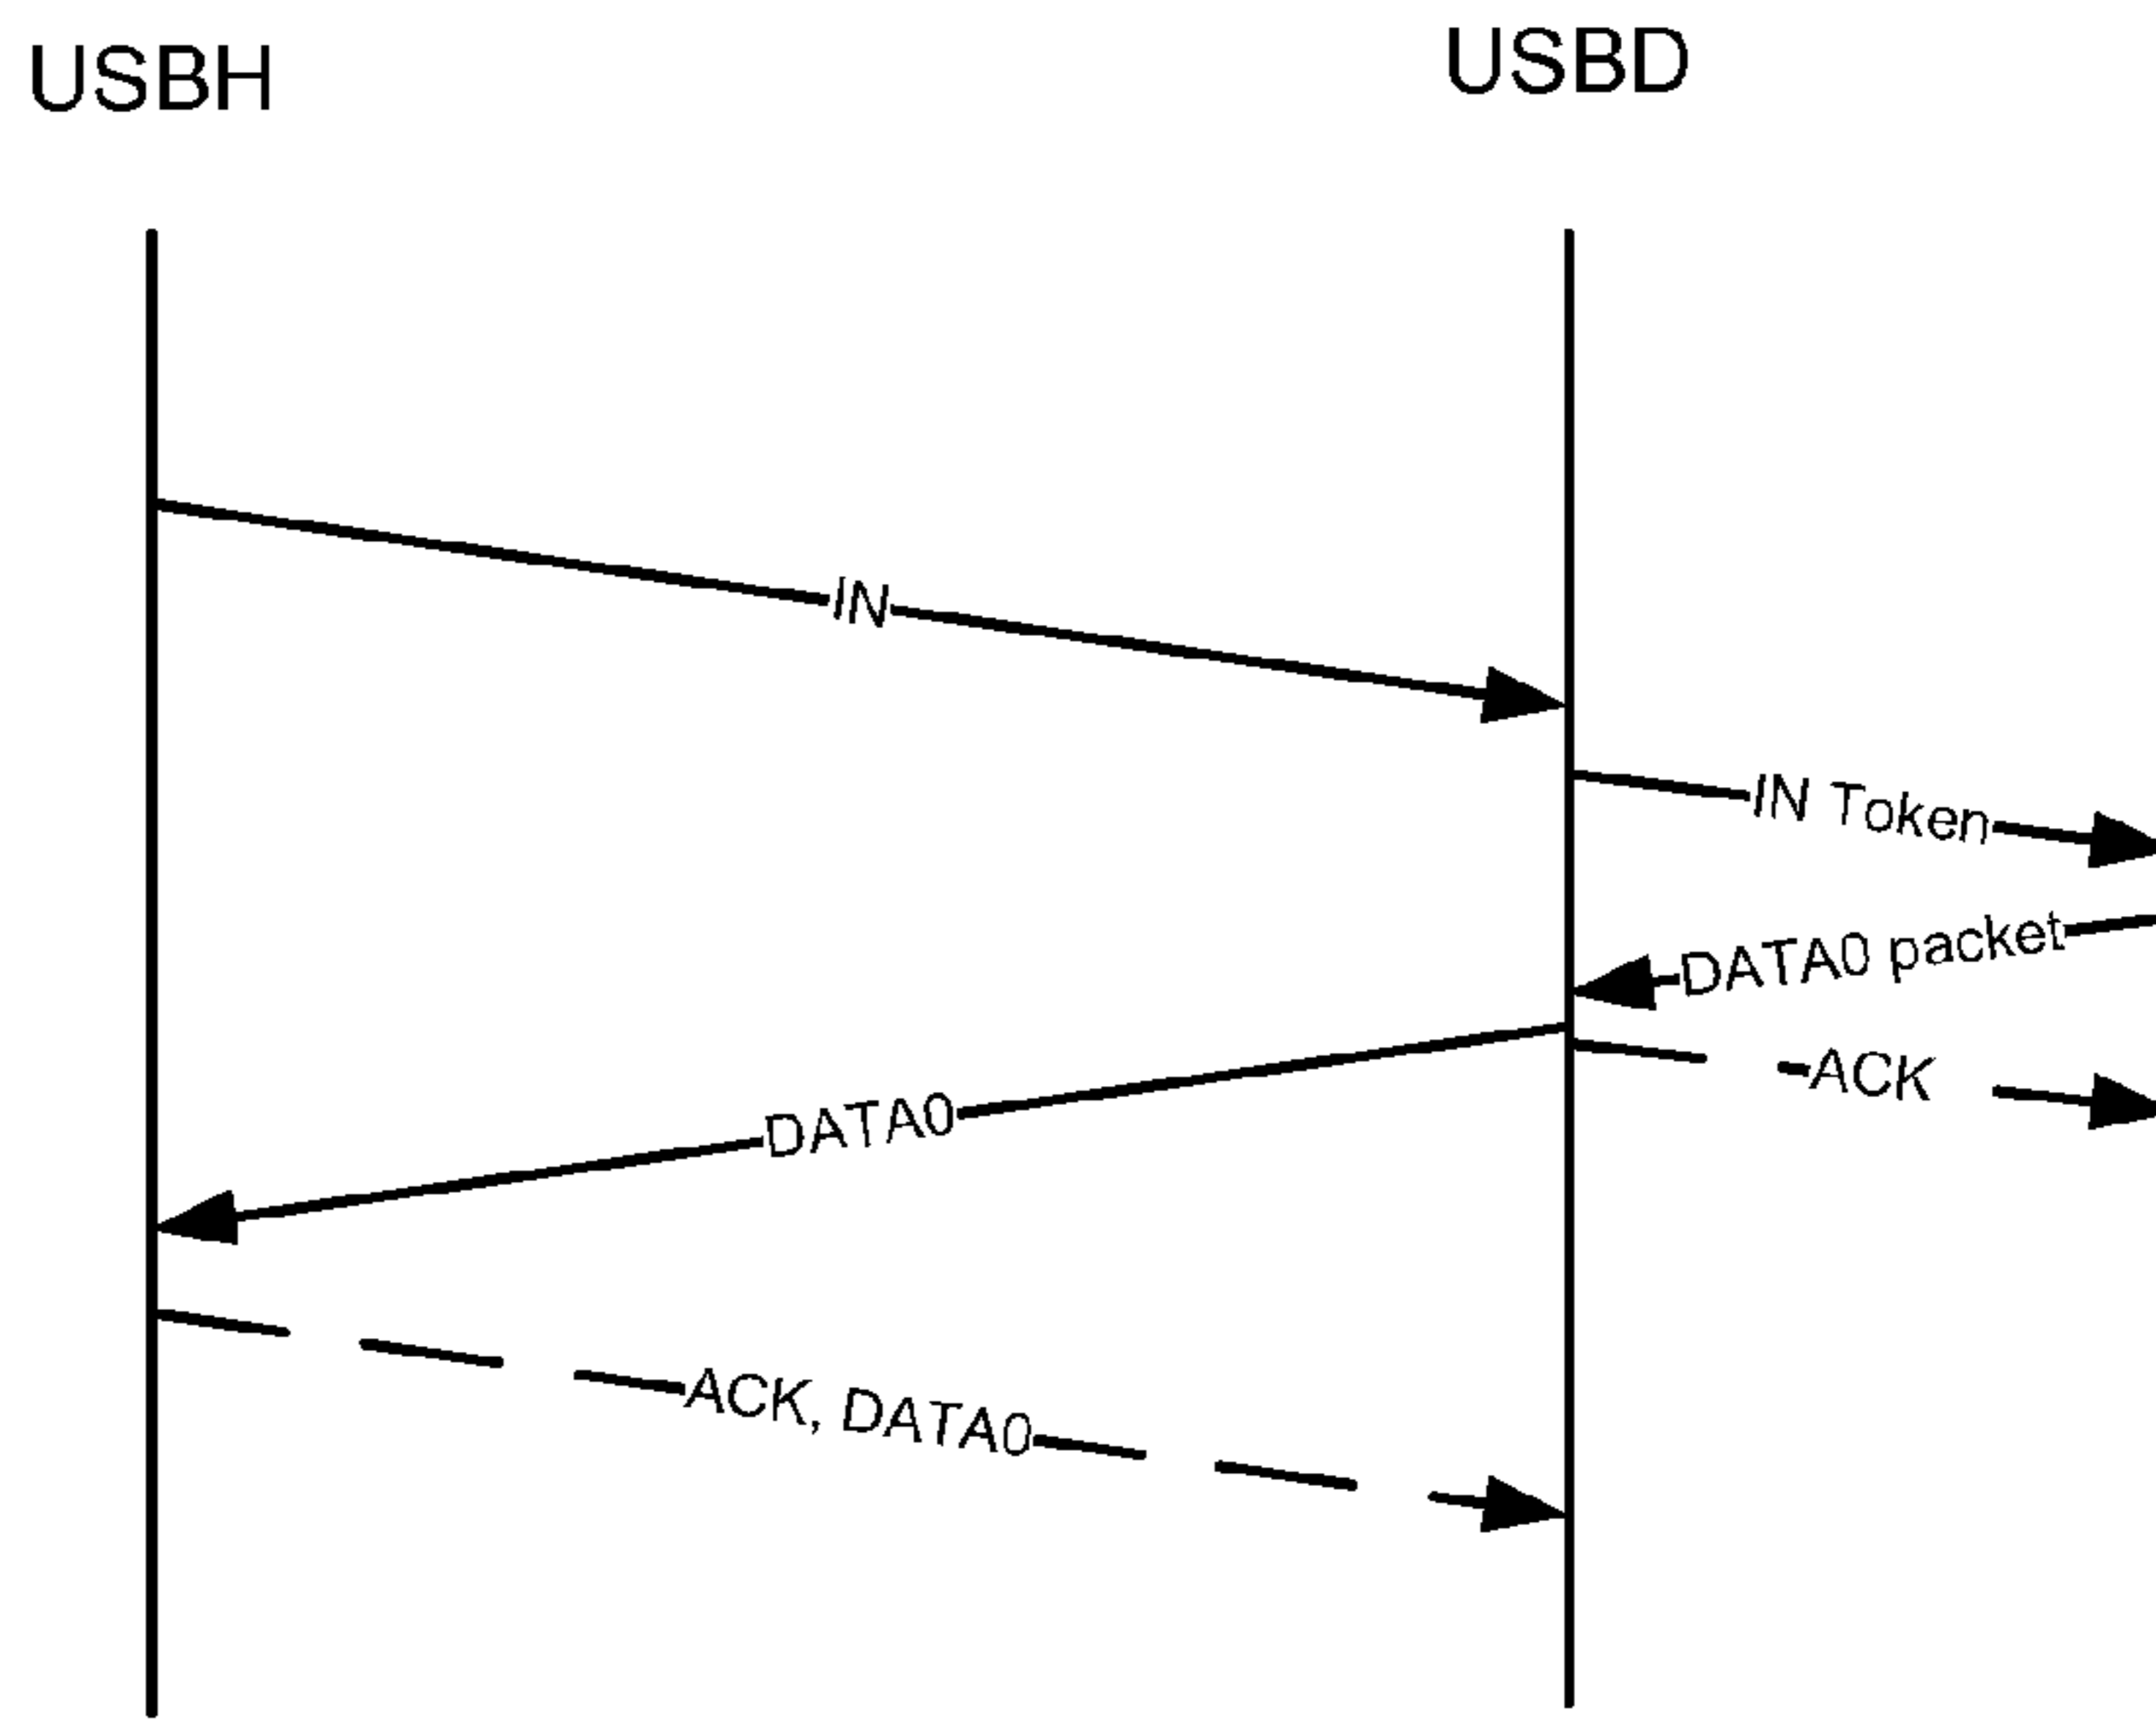 USBH
USBD
IN
IN Token
DATA0 packet
ACK
DATA0
ACK, DATA0